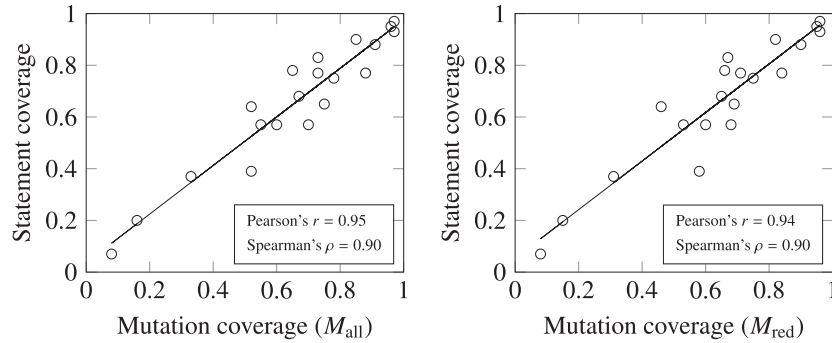 1
0.8
0.6
0.4
0.2
0
0 0.2 0.4 0.6 0.8 1
Statement coverage
Mutation coverage (Mall)
Pearson's r = 0.95
Spearman's ρ = 0.90
1
0.8
0.6
0.4
0.2
0
0 0.2 0.4 0.6 0.8 1
Statement coverage
Mutation coverage (Mred)
Pearson's r = 0.94
Spearman's ρ = 0.90